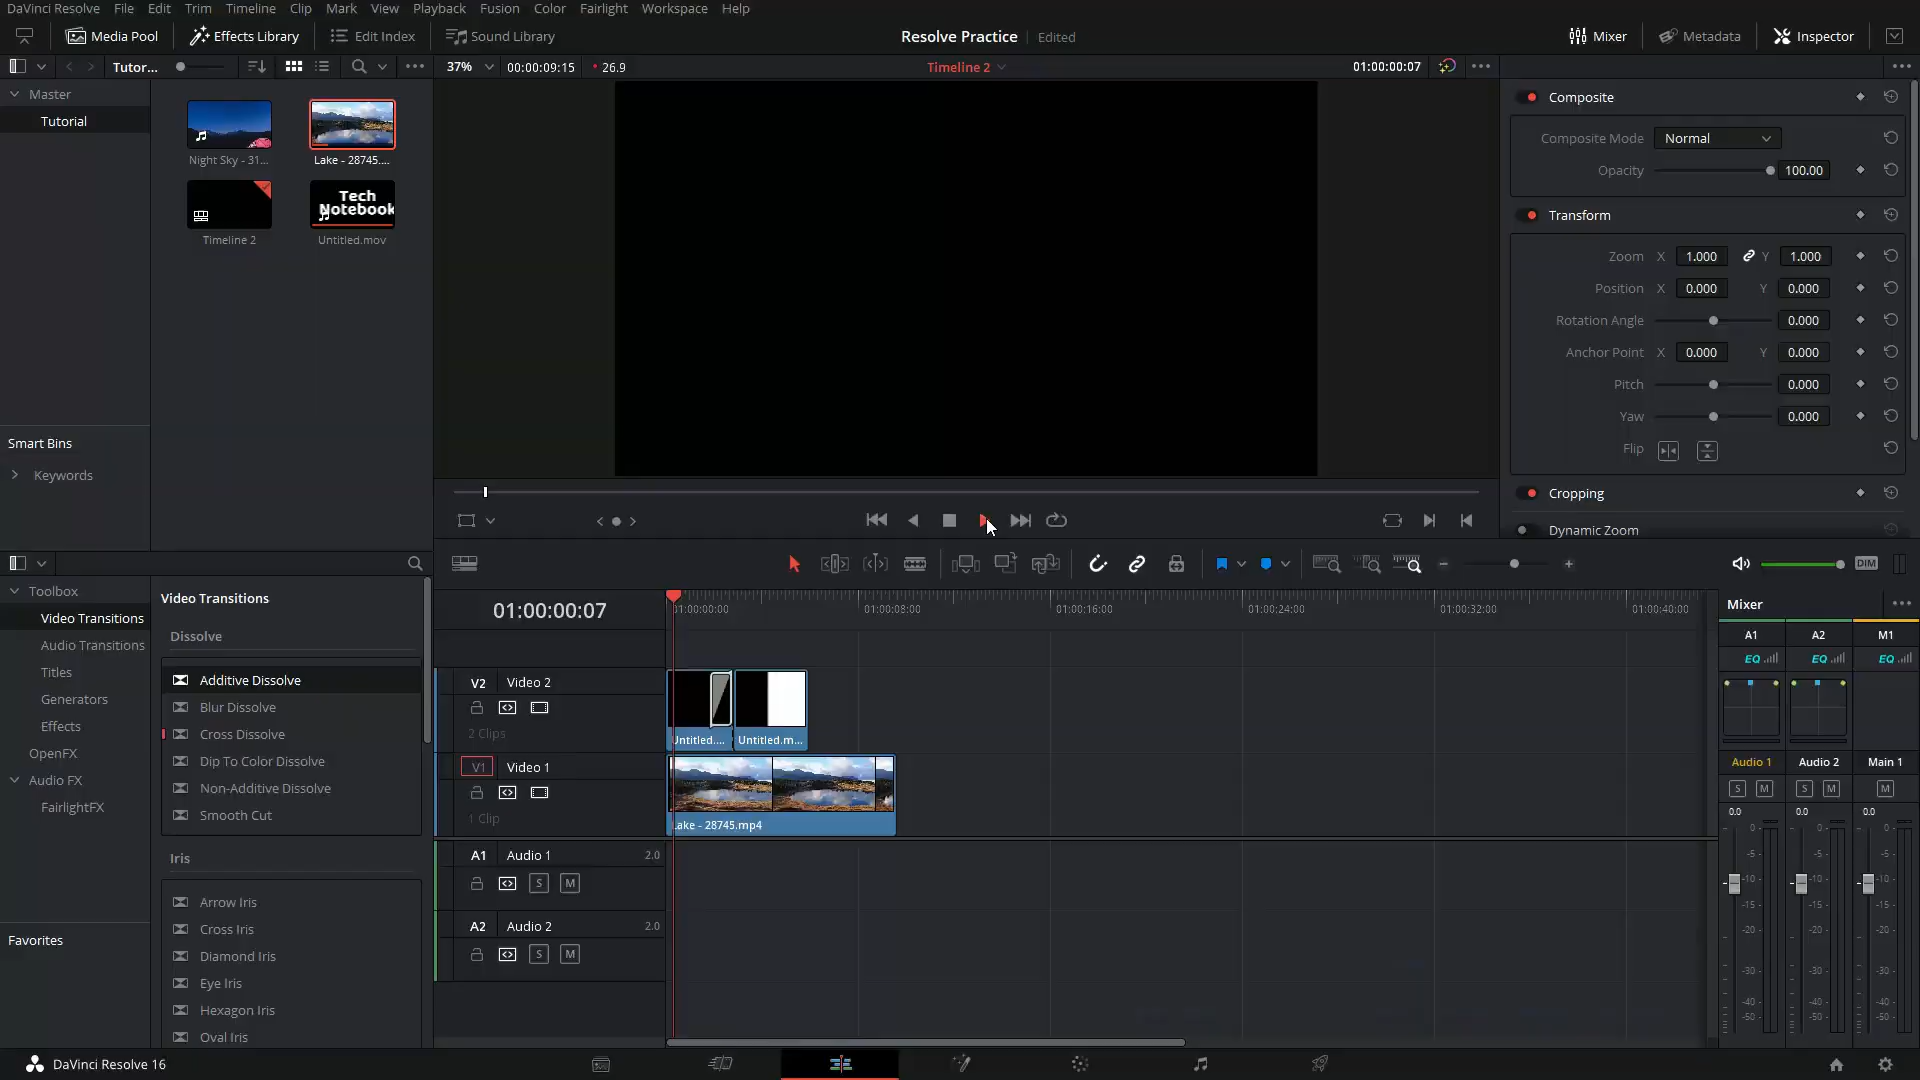 DaVinci Resolve File Edit Trim Timeline Clip Mark View Playback Fusion Color Fairlight Workspace Help
Media Pool Effects Library Edit Index Sound Library Resolve Practice Edited Mixer Metadata Inspector
Tutor... 37% 00:00:09:15 26.9 Timeline 2 01:00:00:07
Master
Tutorial
Night Sky - 31... Lake - 28745....
Tech
Notebook
Timeline 2 Untitled.mov
Smart Bins
Keywords
Composite
Composite Mode Normal
Opacity 100.00
Transform
Zoom X 1.000 Y 1.000
Position X 0.000 Y 0.000
Rotation Angle 0.000
Anchor Point X 0.000 Y 0.000
Pitch 0.000
Yaw 0.000
Flip
Cropping
Dynamic Zoom
DIM
Toolbox
Video Transitions
Audio Transitions
Titles
Generators
Effects
OpenFX
Audio FX
FairlightFX
Favorites
Video Transitions
Dissolve
Additive Dissolve
Blur Dissolve
Cross Dissolve
Dip To Color Dissolve
Non-Additive Dissolve
Smooth Cut
Iris
Arrow Iris
Cross Iris
Diamond Iris
Eye Iris
Hexagon Iris
Oval Iris
01:00:00:07 01:00:00:00 01:00:08:00 01:00:16:00 01:00:24:00 01:00:32:00 01:00:40:00
V2 Video 2
2 Clips
Untitled.... Untitled.m...
V1 Video 1
1 Clip
Lake - 28745.mp4
A1 Audio 1 2.0
S M
A2 Audio 2 2.0
S M
Mixer
A1 A2 M1
EQ EQ EQ
Audio 1 Audio 2 Main 1
S M S M M
0.0 0.0 0.0
0 0 0
-5 -5 -5
-10 -10 -10
-15 -15 -15
-20 -20 -20
-30 -30 -30
-40 -40 -40
-50 -50 -50
DaVinci Resolve 16